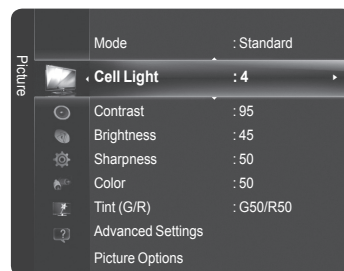 Picture
Mode : Standard
Cell Light : 4
Contrast : 95
Brightness : 45
Sharpness : 50
Color : 50
Tint (G/R) : G50/R50
Advanced Settings
Picture Options